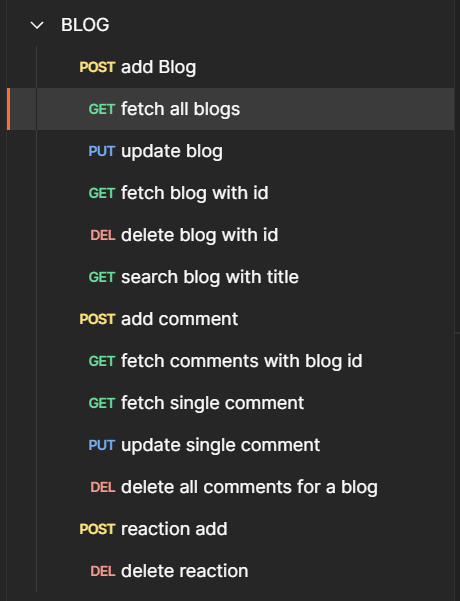 BLOG
POST add Blog
GET fetch all blogs
PUT update blog
GET fetch blog with id
DEL delete blog with id
GET search blog with title
POST add comment
GET fetch comments with blog id
GET fetch single comment
PUT update single comment
DEL delete all comments for a blog
POST reaction add
DEL delete reaction